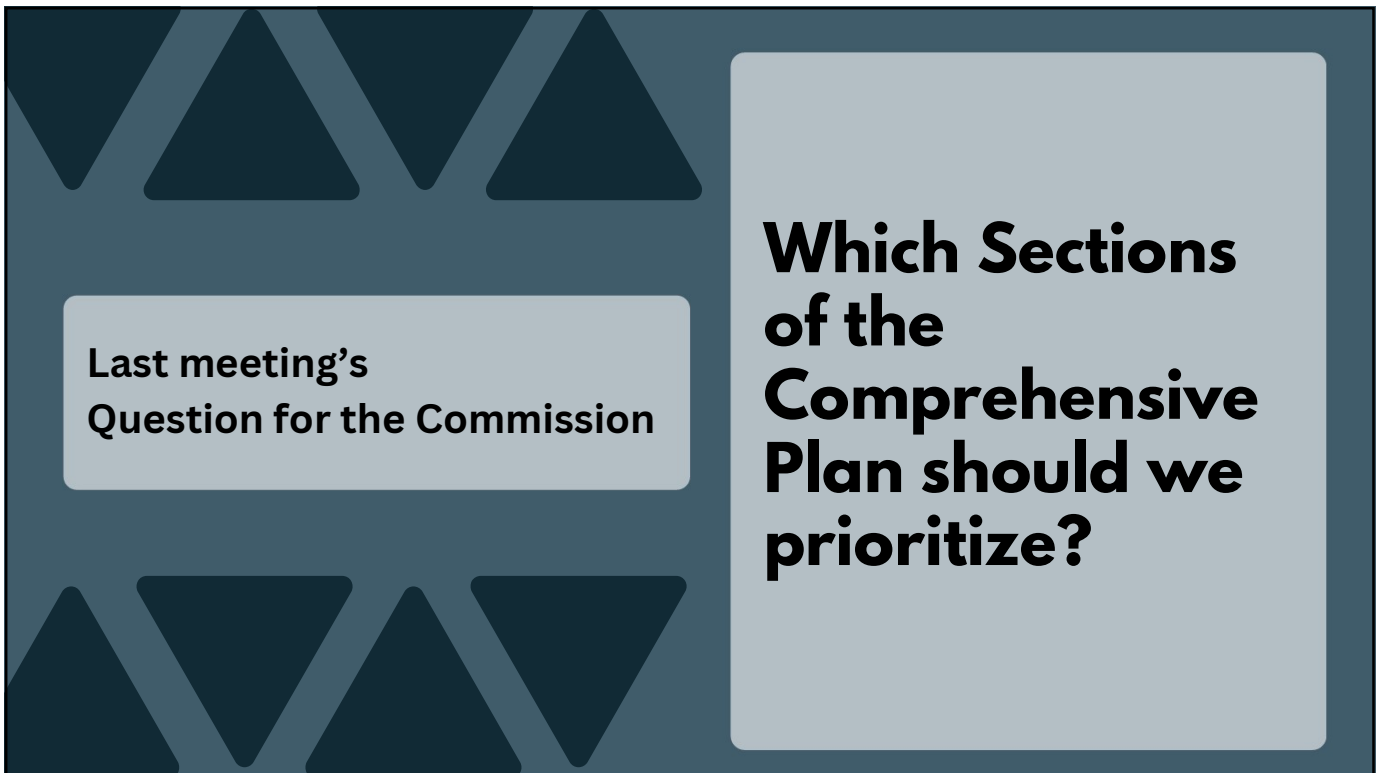 Last meeting’s
Question for the Commission
Which Sections
of the
Comprehensive
Plan should we
prioritize?